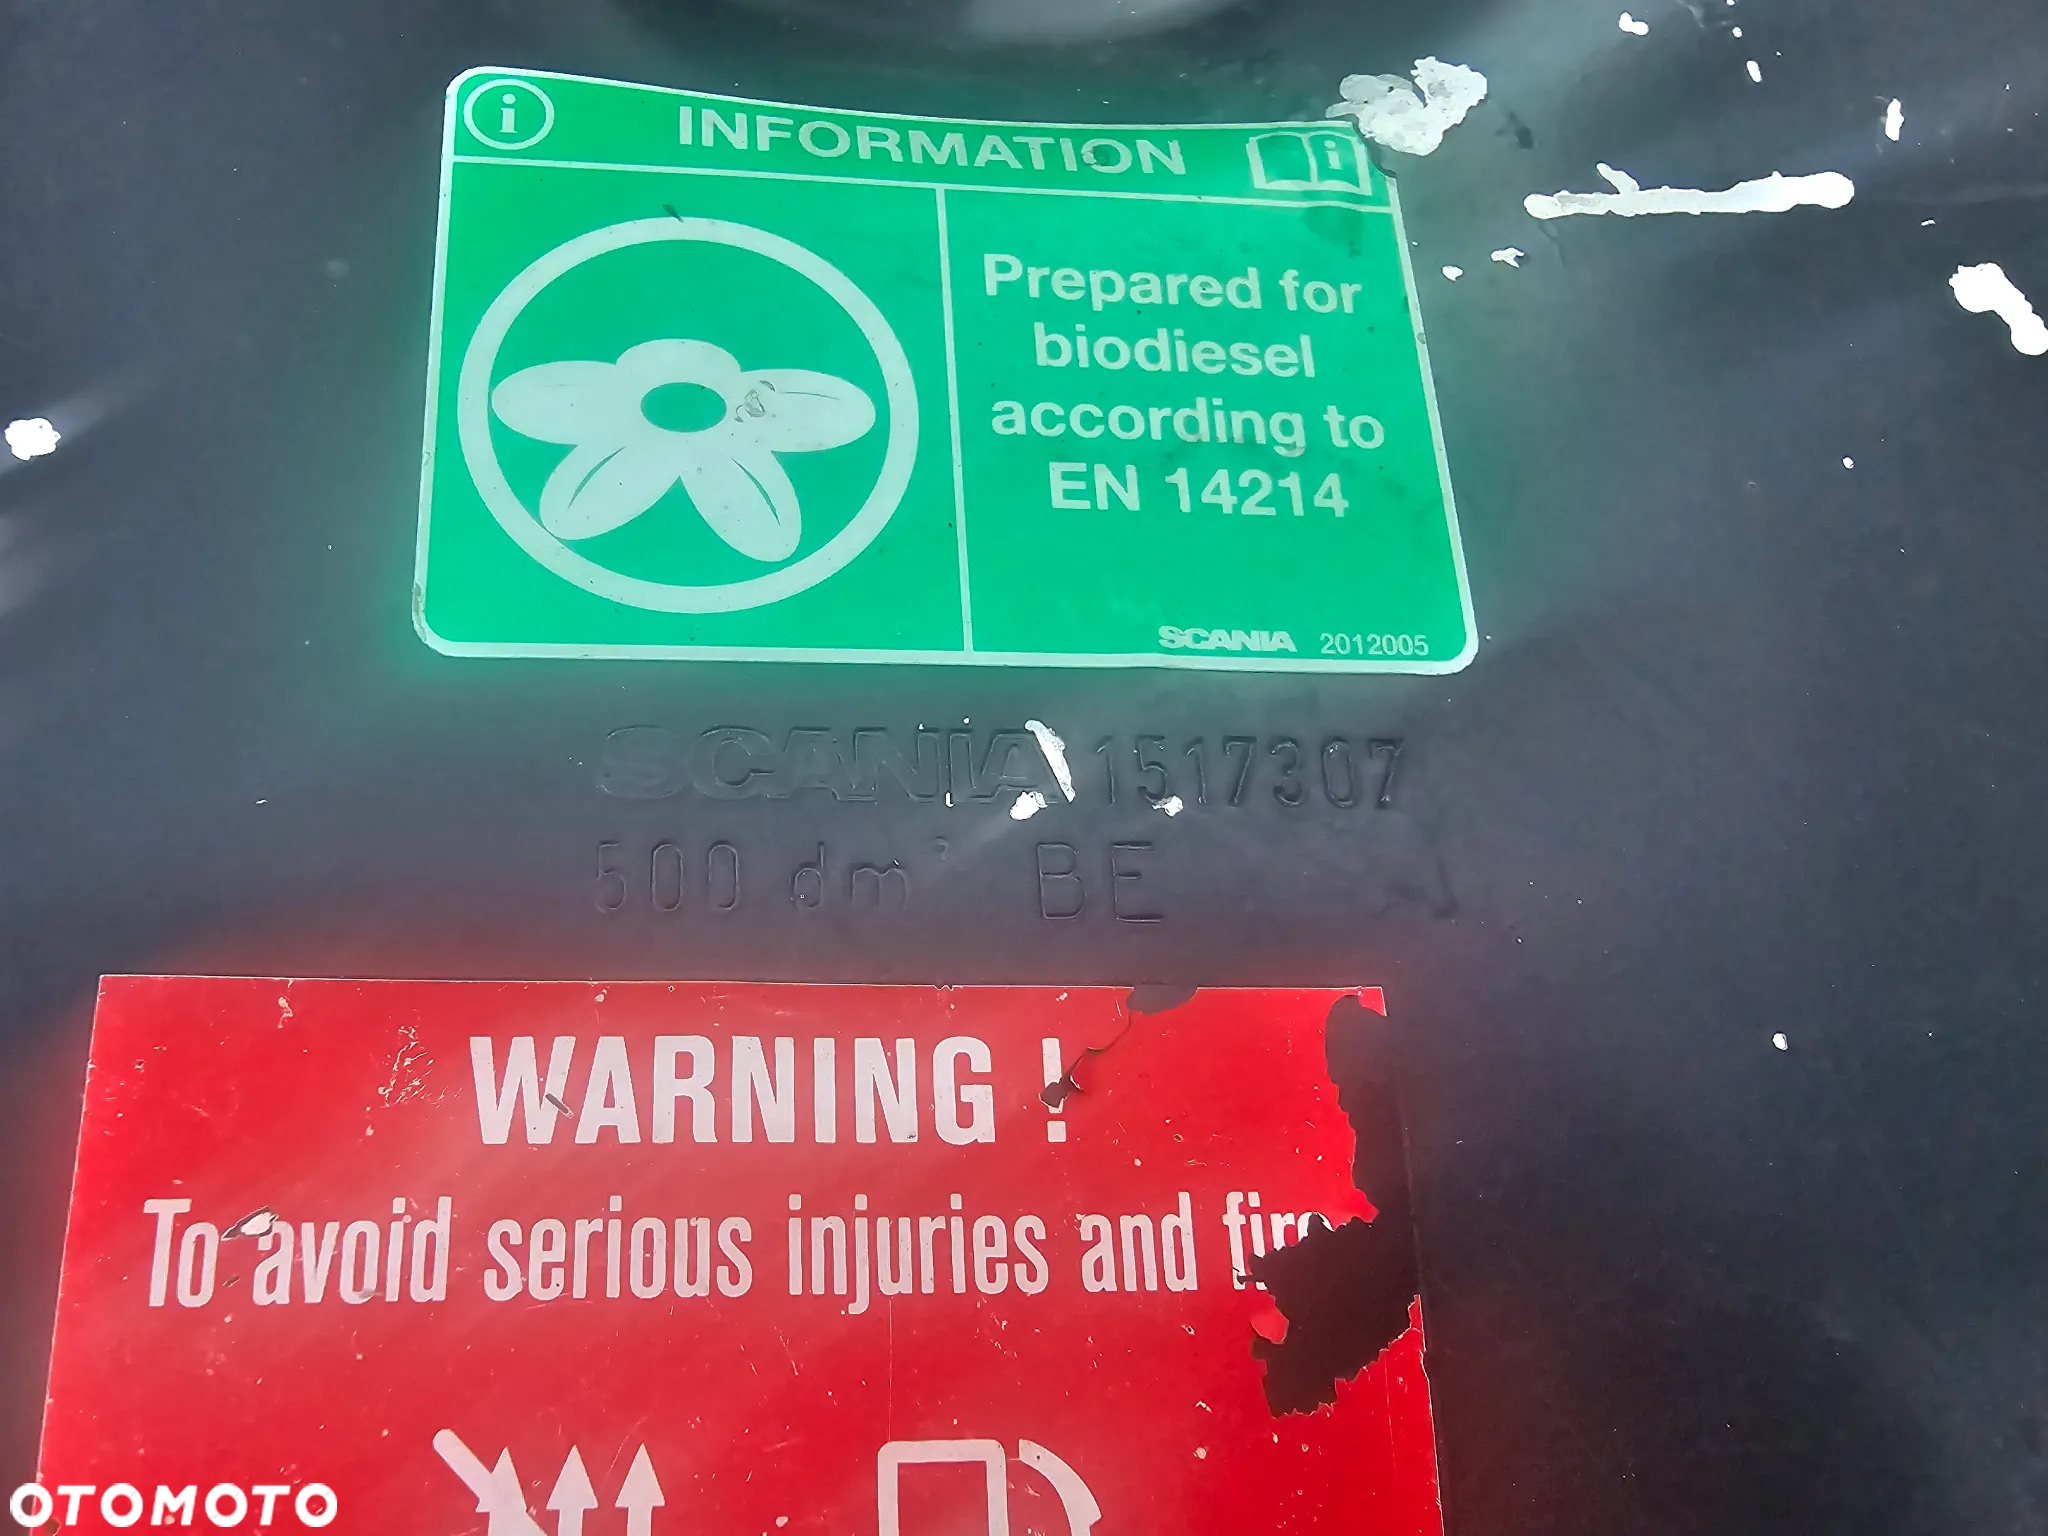 i INFORMATION i
Prepared for
biodiesel
according to
EN 14214
SCANIA 2012005
SCANIA 1517307
500 dm³ BE
WARNING !
To avoid serious injuries and fire
OTOMOTO